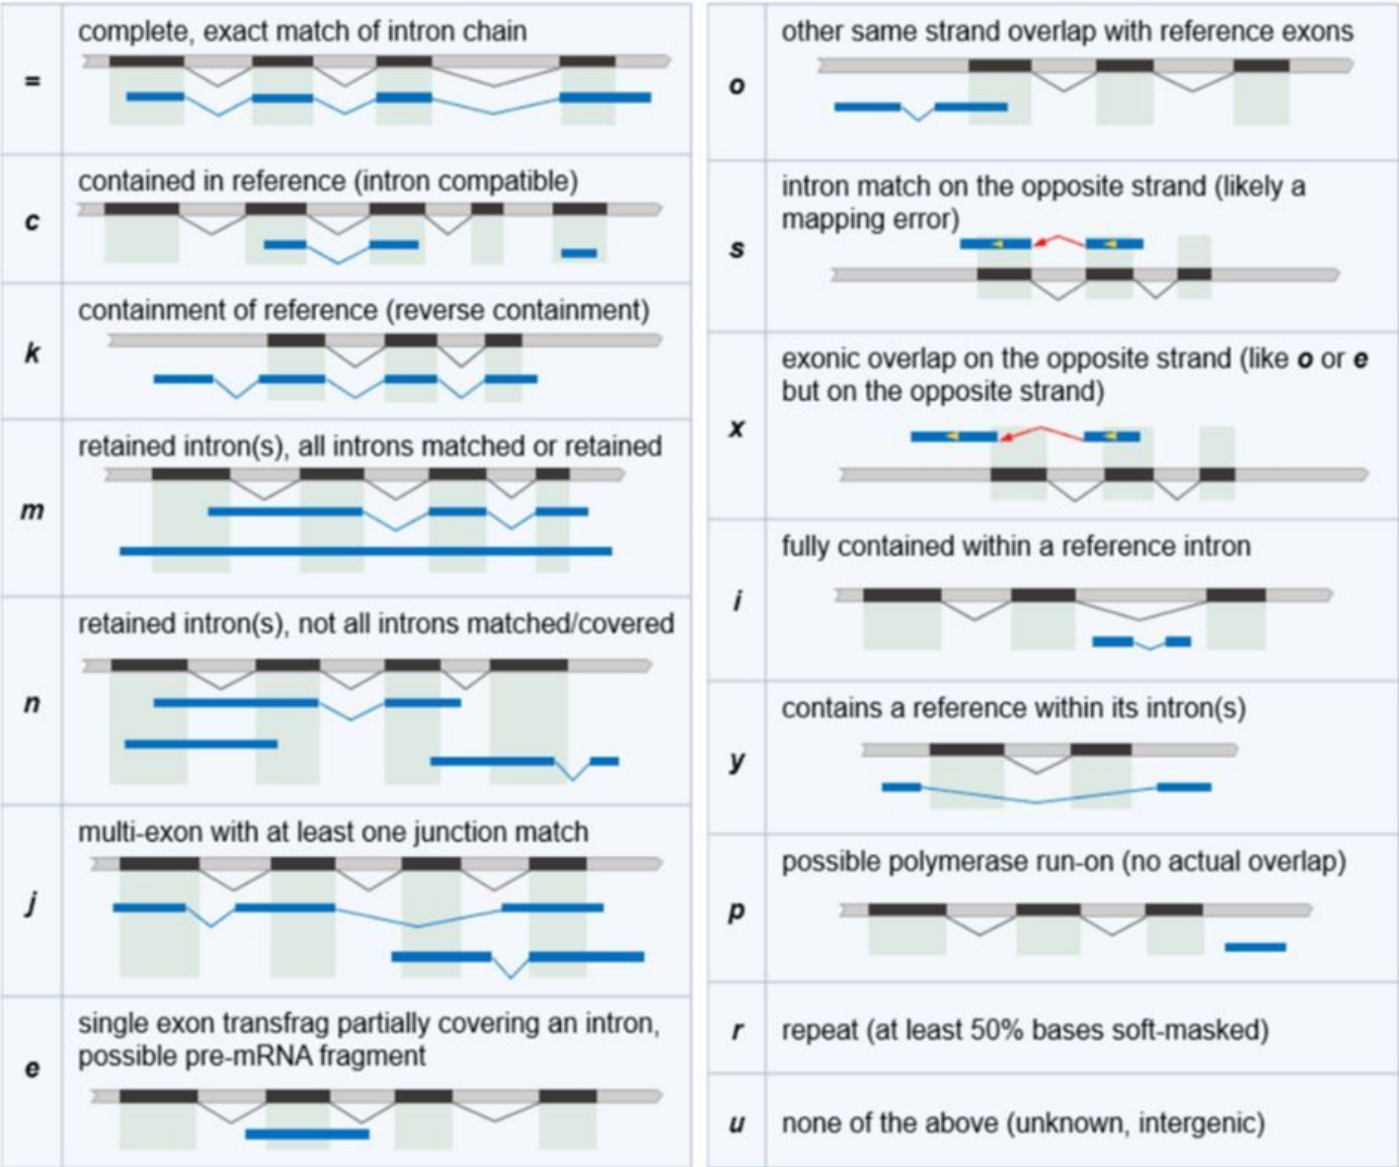 complete, exact match of intron chain
=
contained in reference (intron compatible)
c
containment of reference (reverse containment)
k
retained intron(s), all introns matched or retained
m
retained intron(s), not all introns matched/covered
n
multi-exon with at least one junction match
j
single exon transfrag partially covering an intron,
possible pre-mRNA fragment
e
other same strand overlap with reference exons
o
intron match on the opposite strand (likely a
mapping error)
s
exonic overlap on the opposite strand (like o or e
but on the opposite strand)
x
fully contained within a reference intron
i
contains a reference within its intron(s)
y
possible polymerase run-on (no actual overlap)
p
r repeat (at least 50% bases soft-masked)
u none of the above (unknown, intergenic)